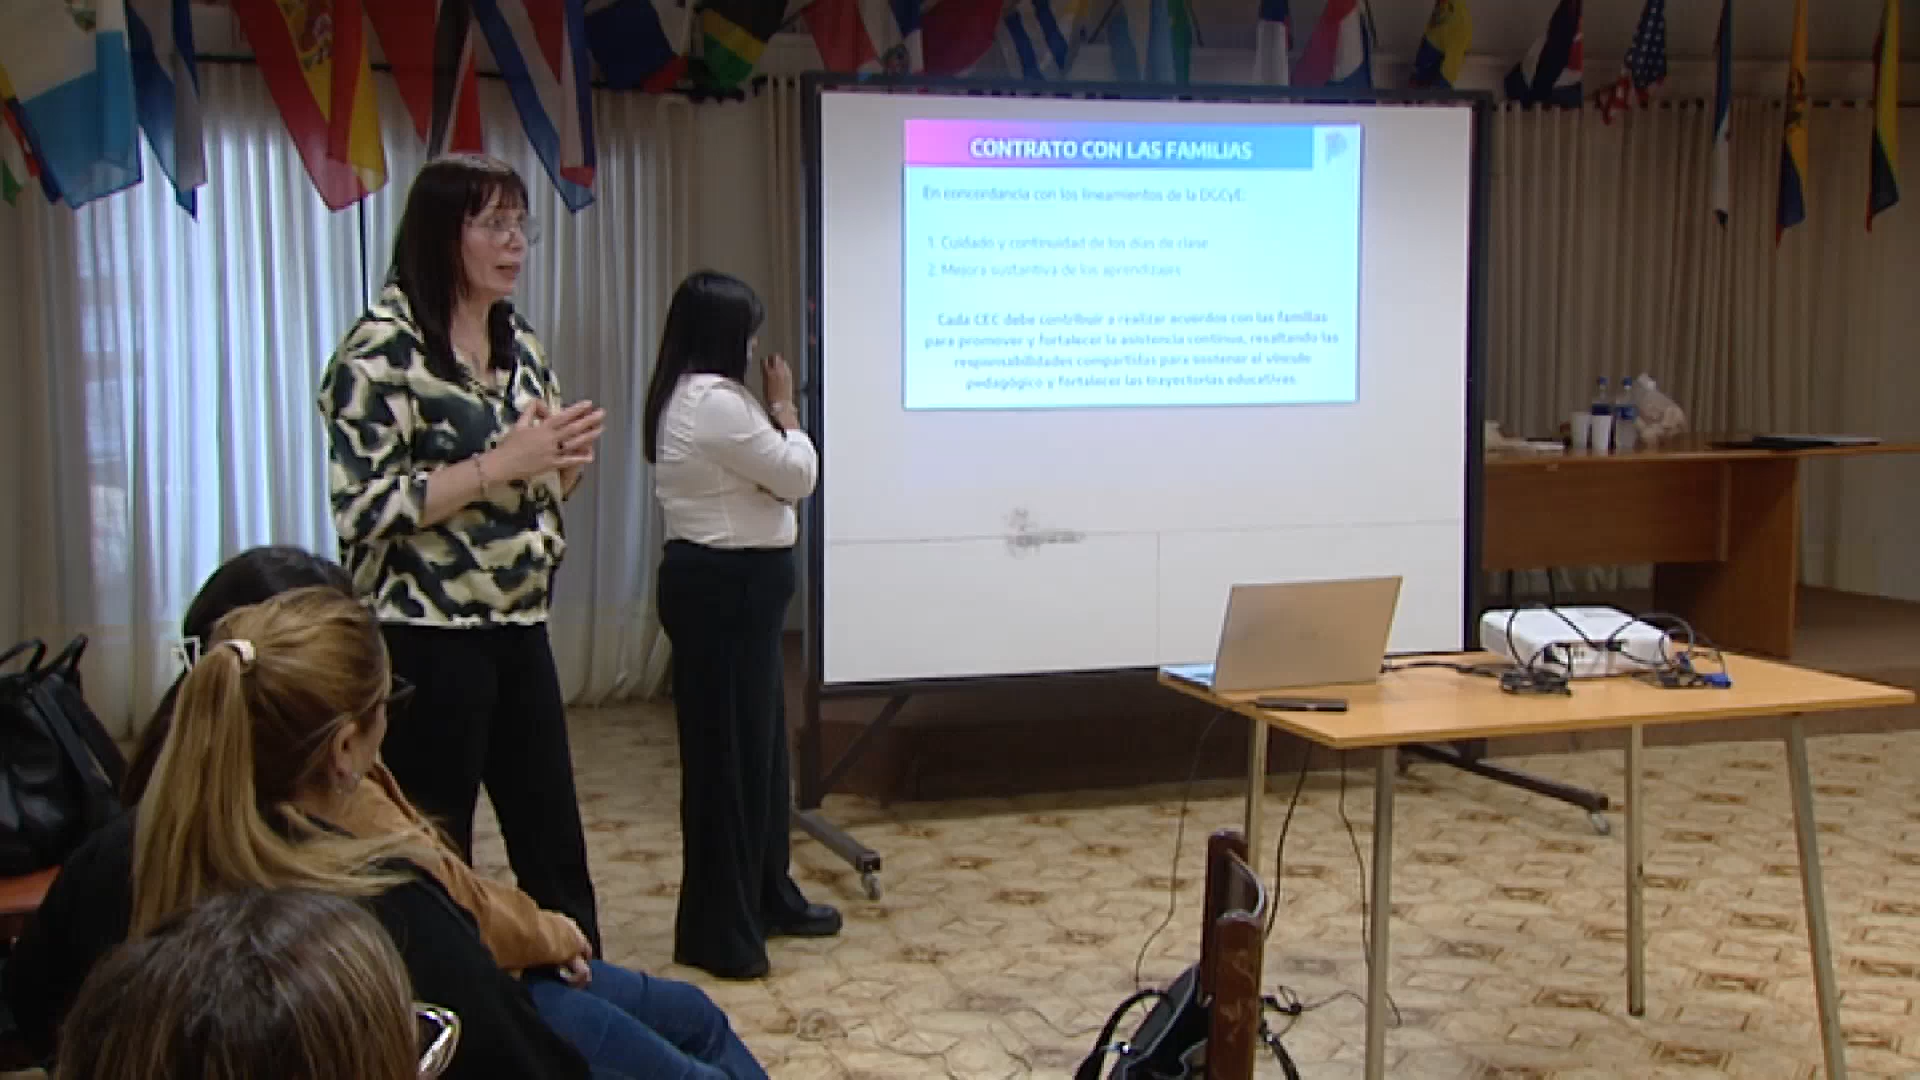 CONTRATO CON LAS FAMILIAS
En concordancia con los lineamientos de la DGCyE:
1. Cuidado y continuidad de los días de clase
2. Mejora sustantiva de los aprendizajes
Cada CEC debe contribuir a realizar acuerdos con las familias
para promover y fortalecer la asistencia continua, resaltando las
responsabilidades compartidas para sostener el vínculo
pedagógico y fortalecer las trayectorias educativas.